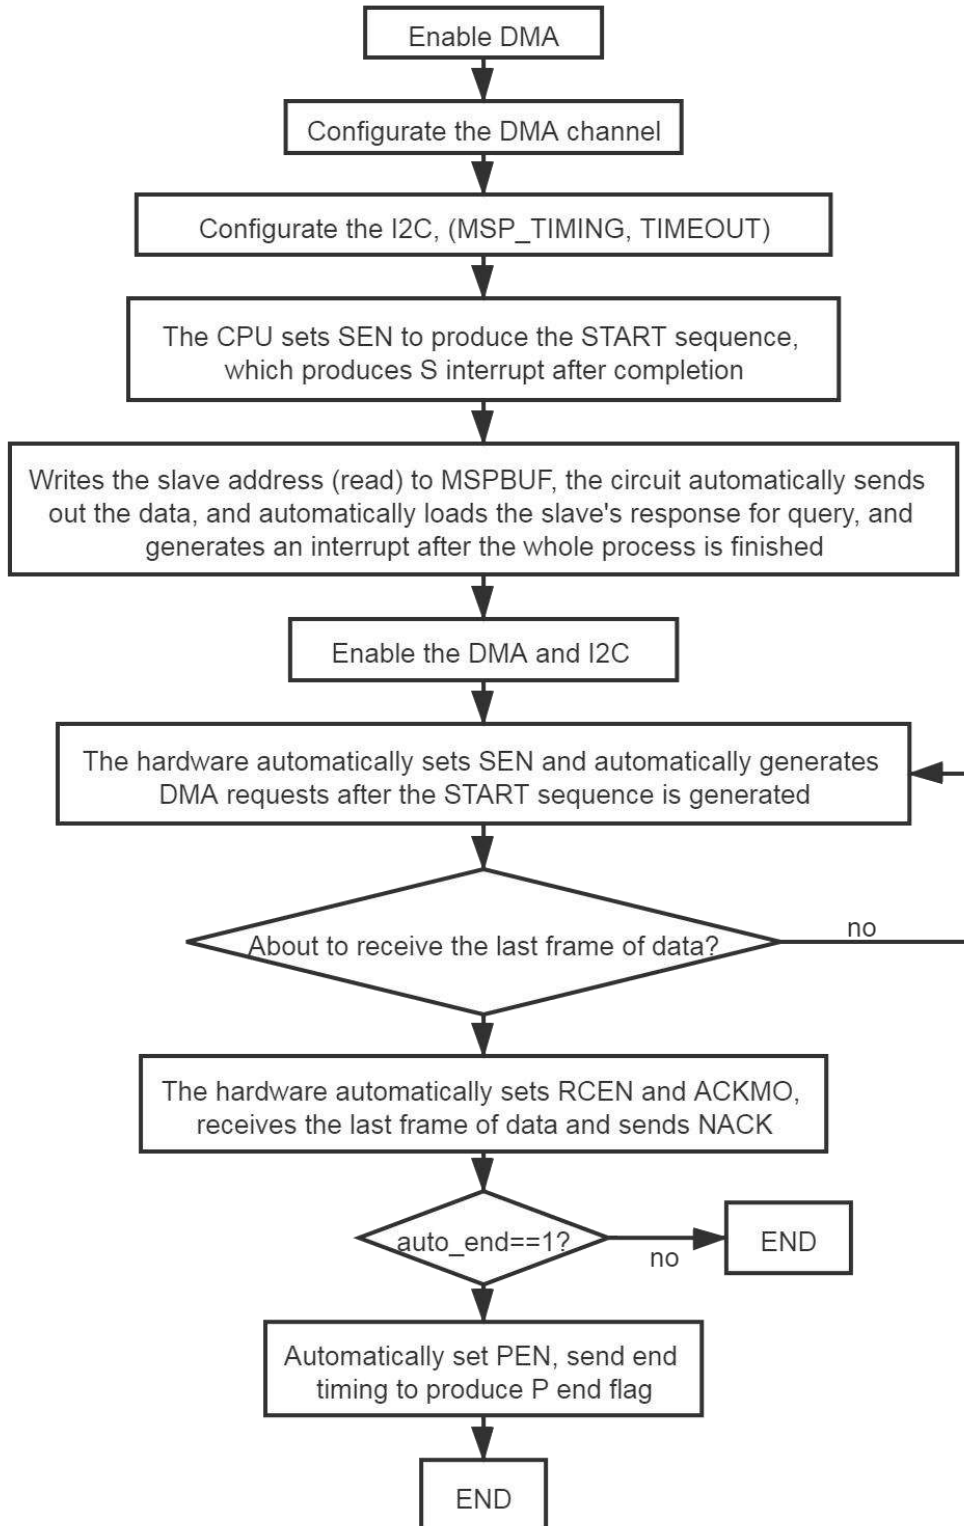 Enable DMA
Configurate the DMA channel
Configurate the I2C, (MSP_TIMING, TIMEOUT)
The CPU sets SEN to produce the START sequence,
which produces S interrupt after completion
Writes the slave address (read) to MSPBUF, the circuit automatically sends
out the data, and automatically loads the slave's response for query, and
generates an interrupt after the whole process is finished
Enable the DMA and I2C
The hardware automatically sets SEN and automatically generates
DMA requests after the START sequence is generated
About to receive the last frame of data?
no
The hardware automatically sets RCEN and ACKMO,
receives the last frame of data and sends NACK
auto_end==1?
no
END
Automatically set PEN, send end
timing to produce P end flag
END